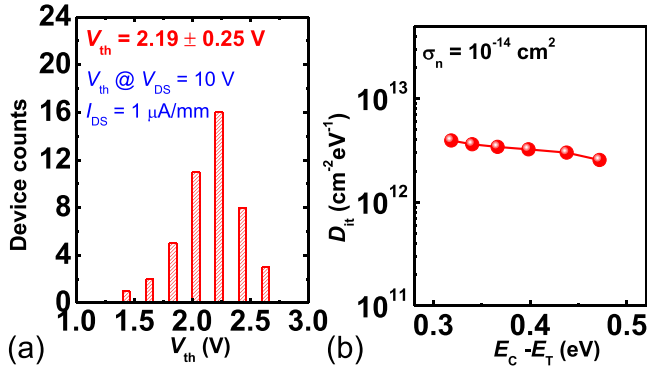 V_th = 2.19 ± 0.25 V
V_th @ V_DS = 10 V
I_DS = 1 μA/mm
24
20
16
12
8
4
0
Device counts
1.0 1.5 2.0 2.5 3.0
V_th (V)
(a)
σ_n = 10^-14 cm^2
10^13
10^12
10^11
D_it (cm^-2 eV^-1)
0.3 0.4 0.5
E_C -E_T (eV)
(b)